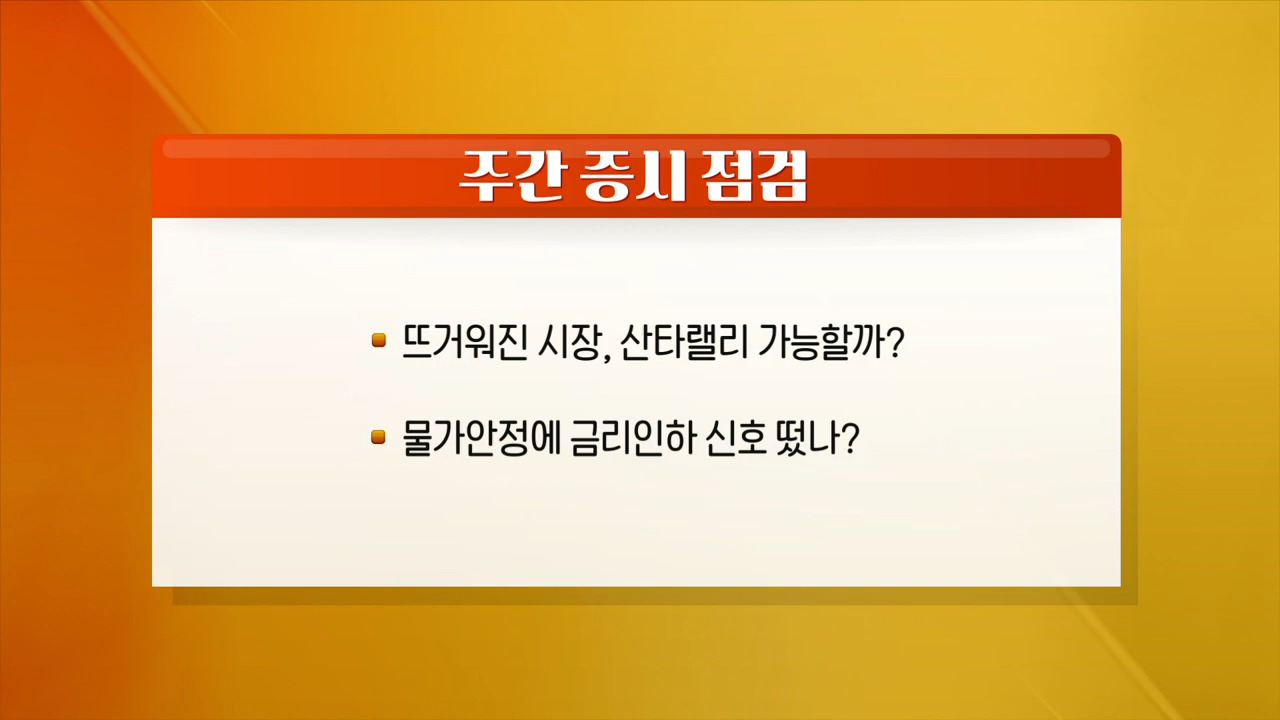 주간 증시 점검
뜨거워진 시장, 산타랠리 가능할까?
물가안정에 금리인하 신호 떴나?